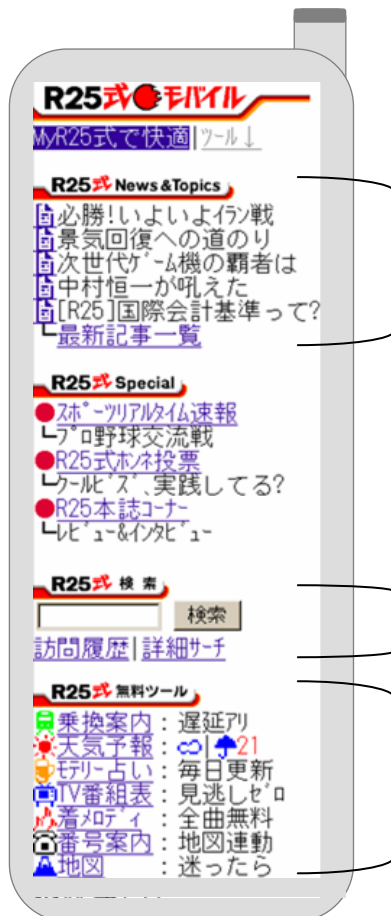 R25式モバイル
MyR25式で快適|ツール↓
R25式 News &Topics
必勝!いよいよイラン戦
景気回復への道のり
次世代ゲーム機の覇者は
中村恒一が吼えた
[R25]国際会計基準って?
└最新記事一覧
R25式 Special
●スポーツリアルタイム速報
└プロ野球交流戦
●R25式ホンネ投票
└クールビズ、実践してる?
●R25本誌コーナー
└レビュー&インタビュー
R25式 検 索
検索
訪問履歴|詳細サーチ
R25式 無料ツール
乗換案内:遅延アリ
天気予報:|21
モテリー占い:毎日更新
TV番組表:見逃しゼロ
着メロディ:全曲無料
番号案内:地図連動
地図:迷ったら